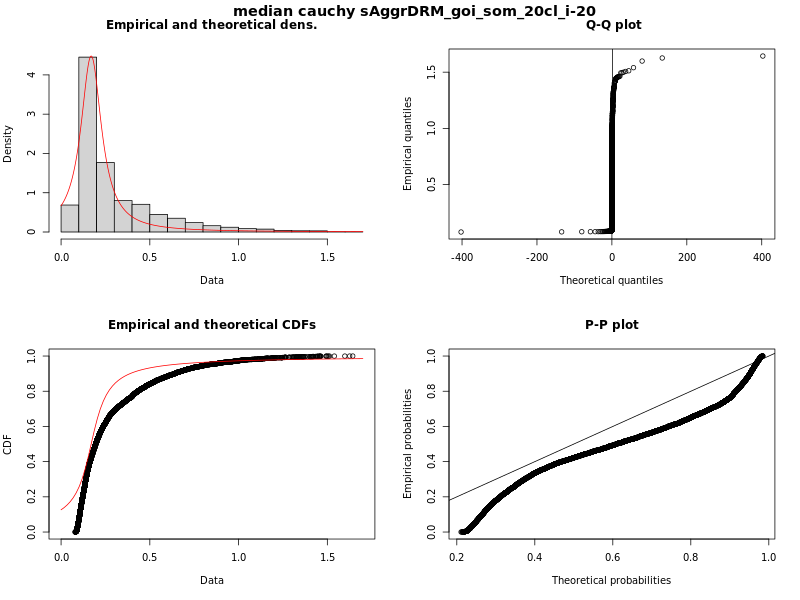 median cauchy sAggrDRM_goi_som_20cl_i-20
Empirical and theoretical dens.
Density
0 1 2 3 4
0.0 0.5 1.0 1.5
Data
Q-Q plot
Empirical quantiles
0.5 1.0 1.5
-400 -200 0 200 400
Theoretical quantiles
Empirical and theoretical CDFs
CDF
0.0 0.2 0.4 0.6 0.8 1.0
0.0 0.5 1.0 1.5
Data
P-P plot
Empirical probabilities
0.0 0.2 0.4 0.6 0.8 1.0
0.2 0.4 0.6 0.8 1.0
Theoretical probabilities